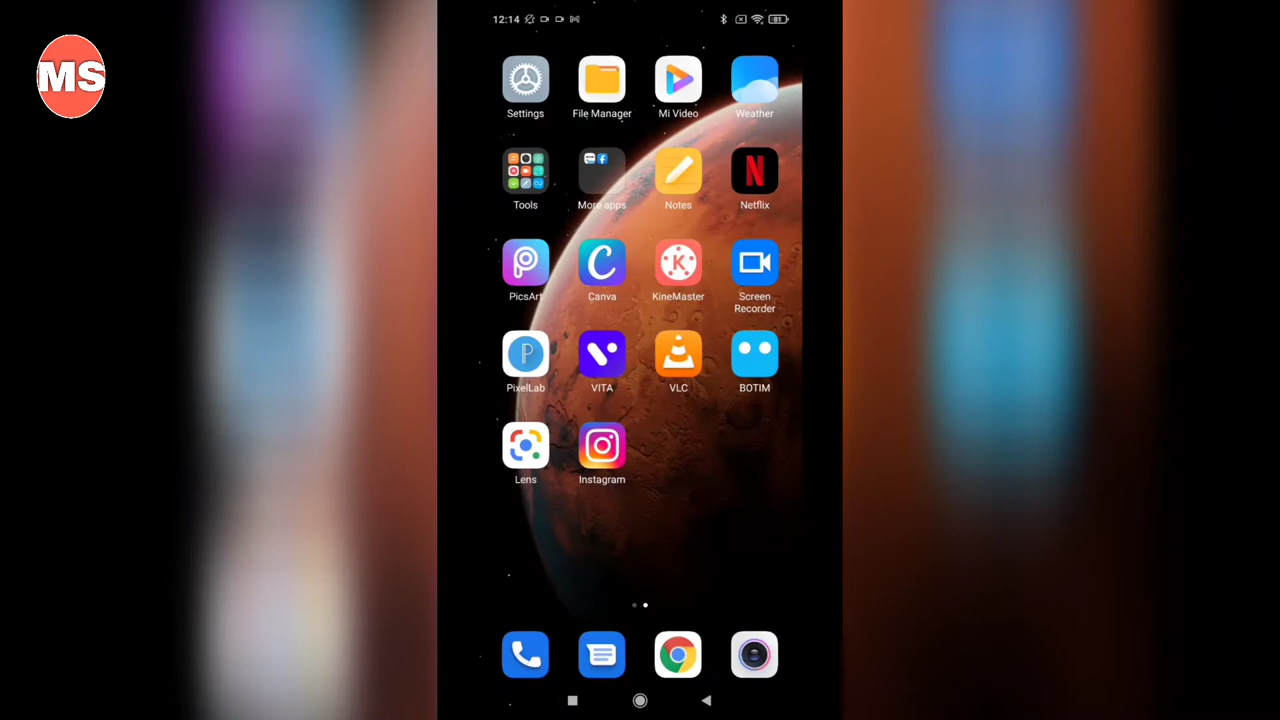 MS
12:14
81
Settings
File Manager
Mi Video
Weather
Tools
More apps
Notes
Netflix
PicsArt
Canva
KineMaster
Screen
Recorder
PixelLab
VITA
VLC
BOTIM
Lens
Instagram